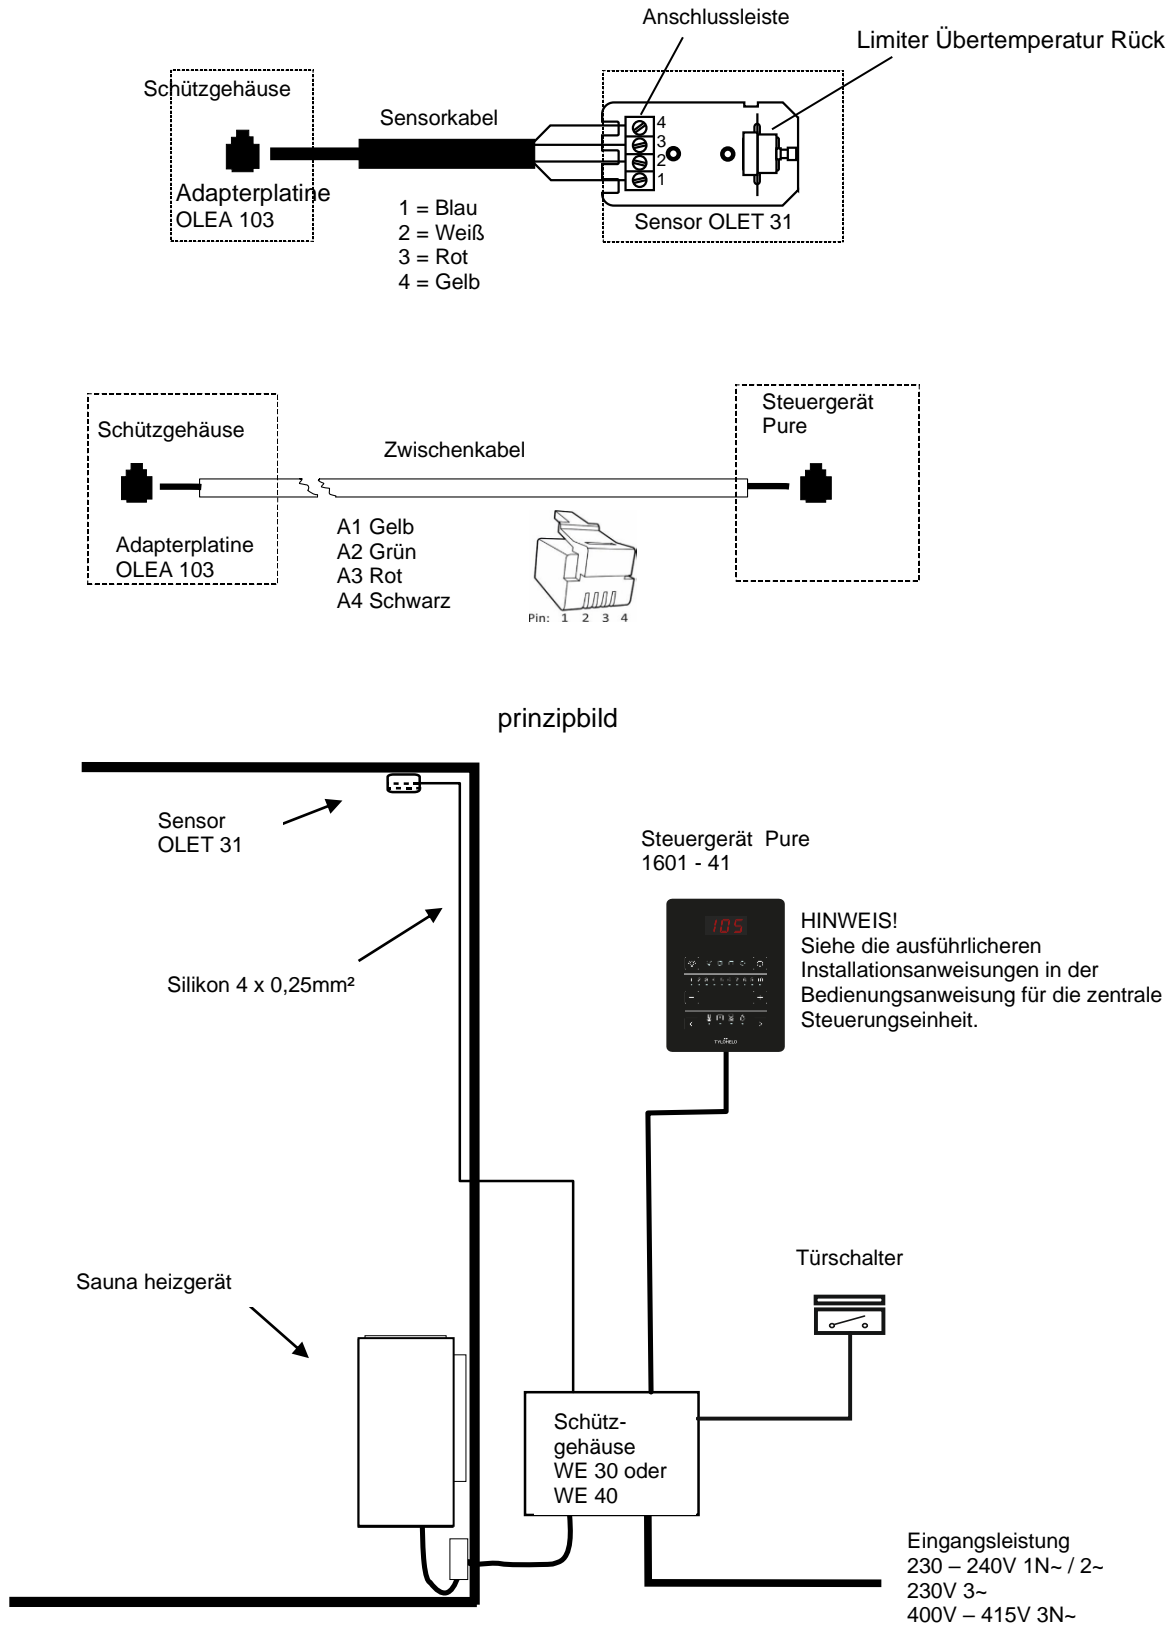 Anschlussleiste
Limiter Übertemperatur Rück
Schützgehäuse
Sensorkabel
4
3
2
1
Adapterplatine
OLEA 103
1 = Blau
2 = Weiß
3 = Rot
4 = Gelb
Sensor OLET 31
Schützgehäuse
Zwischenkabel
Steuergerät
Pure
Adapterplatine
OLEA 103
A1 Gelb
A2 Grün
A3 Rot
A4 Schwarz
Pin: 1 2 3 4
prinzipbild
Sensor
OLET 31
Silikon 4 x 0,25mm²
Steuergerät Pure
1601 - 41
105
HINWEIS!
Siehe die ausführlicheren
Installationsanweisungen in der
Bedienungsanweisung für die zentrale
Steuerungseinheit.
Türschalter
Sauna heizgerät
Schütz-
gehäuse
WE 30 oder
WE 40
Eingangsleistung
230 – 240V 1N~ / 2~
230V 3~
400V – 415V 3N~